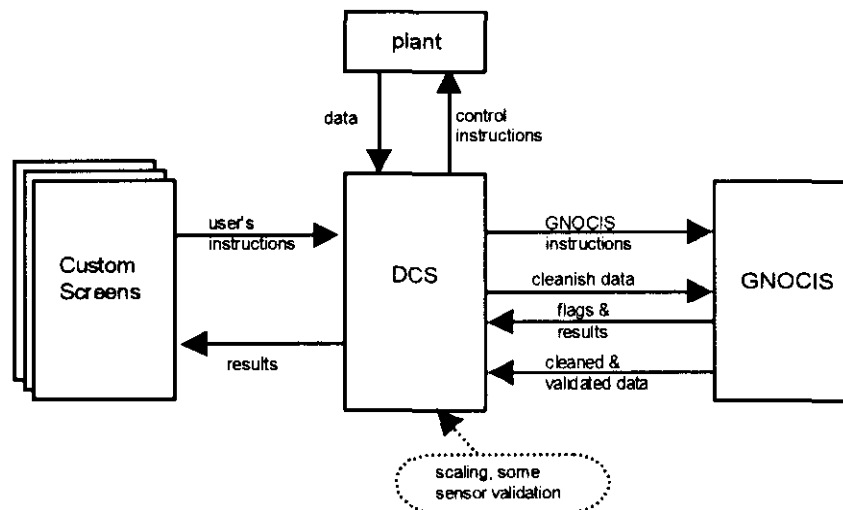 plant
data
control
instructions
user's
instructions
GNOCIS
instructions
Custom
Screens
DCS
cleanish data
GNOCIS
flags &
results
results
cleaned &
validated data
scaling, some
sensor validation